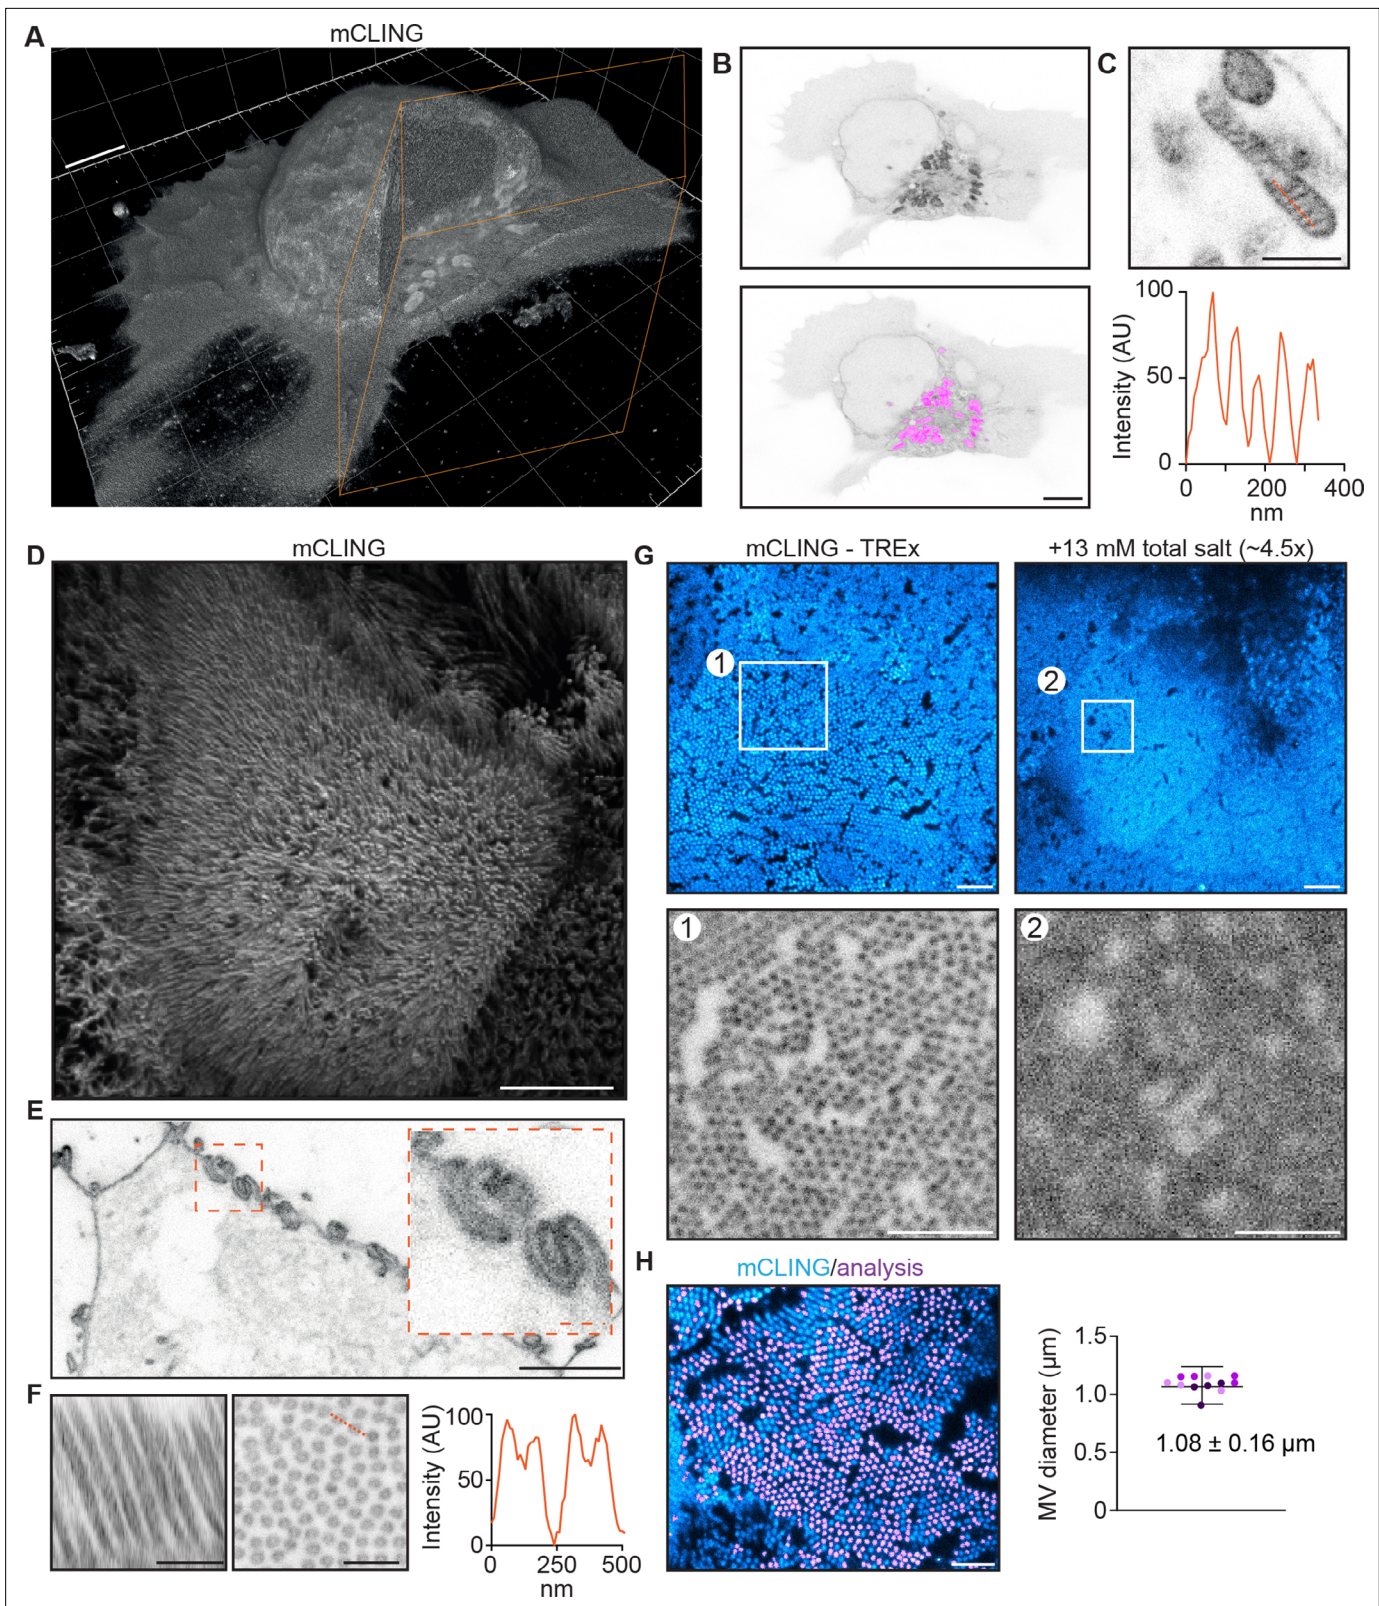 A
mCLING
B
C
100
50
0
Intensity (AU)
0
200
400
nm
D
mCLING
G
mCLING - TREx
+13 mM total salt (~4.5x)
1
2
1
2
E
F
100
50
0
Intensity (AU)
0
250
500
nm
H
mCLING/analysis
1.5
1.0
0.5
0
MV diameter (µm)
1.08 ± 0.16 µm